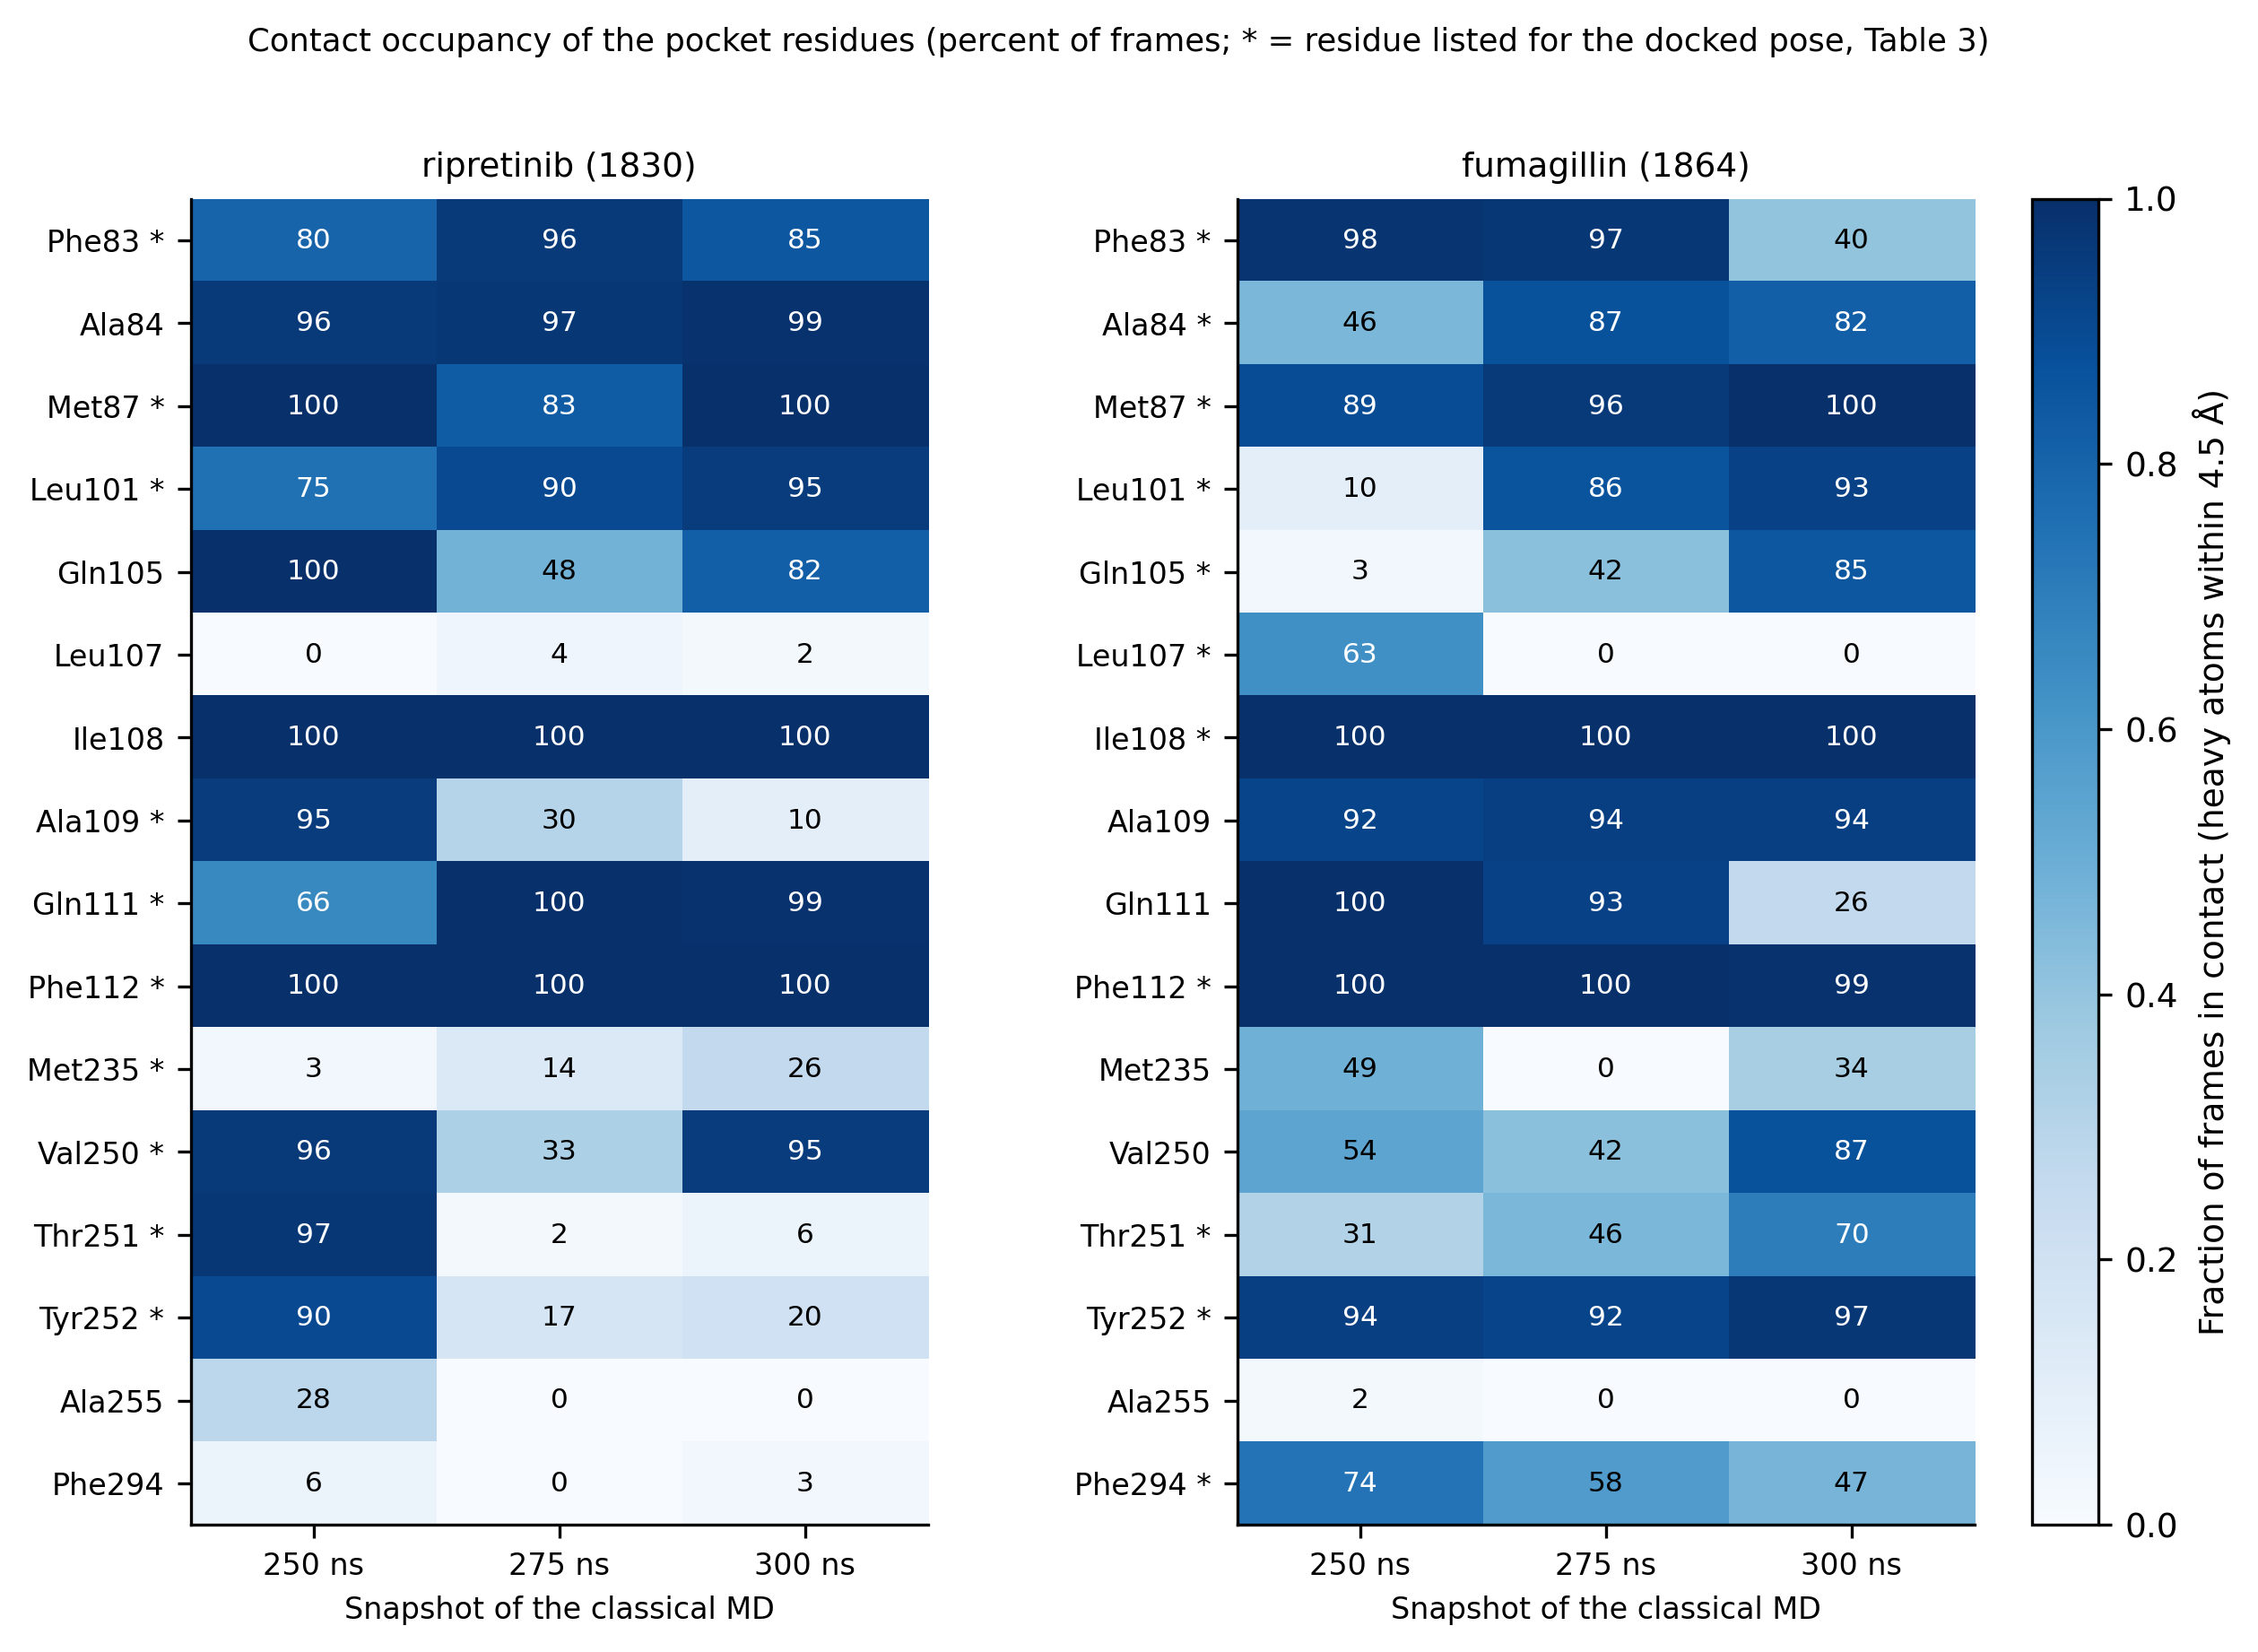 Contact occupancy of the pocket residues (percent of frames; * = residue listed for the docked pose, Table 3)
ripretinib (1830)
Phe83 * 80 96 85
Ala84 96 97 99
Met87 * 100 83 100
Leu101 * 75 90 95
Gln105 100 48 82
Leu107 0 4 2
Ile108 100 100 100
Ala109 * 95 30 10
Gln111 * 66 100 99
Phe112 * 100 100 100
Met235 * 3 14 26
Val250 * 96 33 95
Thr251 * 97 2 6
Tyr252 * 90 17 20
Ala255 28 0 0
Phe294 6 0 3
250 ns 275 ns 300 ns
Snapshot of the classical MD
fumagillin (1864)
Phe83 * 98 97 40
Ala84 * 46 87 82
Met87 * 89 96 100
Leu101 * 10 86 93
Gln105 * 3 42 85
Leu107 * 63 0 0
Ile108 * 100 100 100
Ala109 92 94 94
Gln111 100 93 26
Phe112 * 100 100 99
Met235 49 0 34
Val250 54 42 87
Thr251 * 31 46 70
Tyr252 * 94 92 97
Ala255 2 0 0
Phe294 * 74 58 47
250 ns 275 ns 300 ns
Snapshot of the classical MD
1.0
0.8
0.6
0.4
0.2
0.0
Fraction of frames in contact (heavy atoms within 4.5 Å)